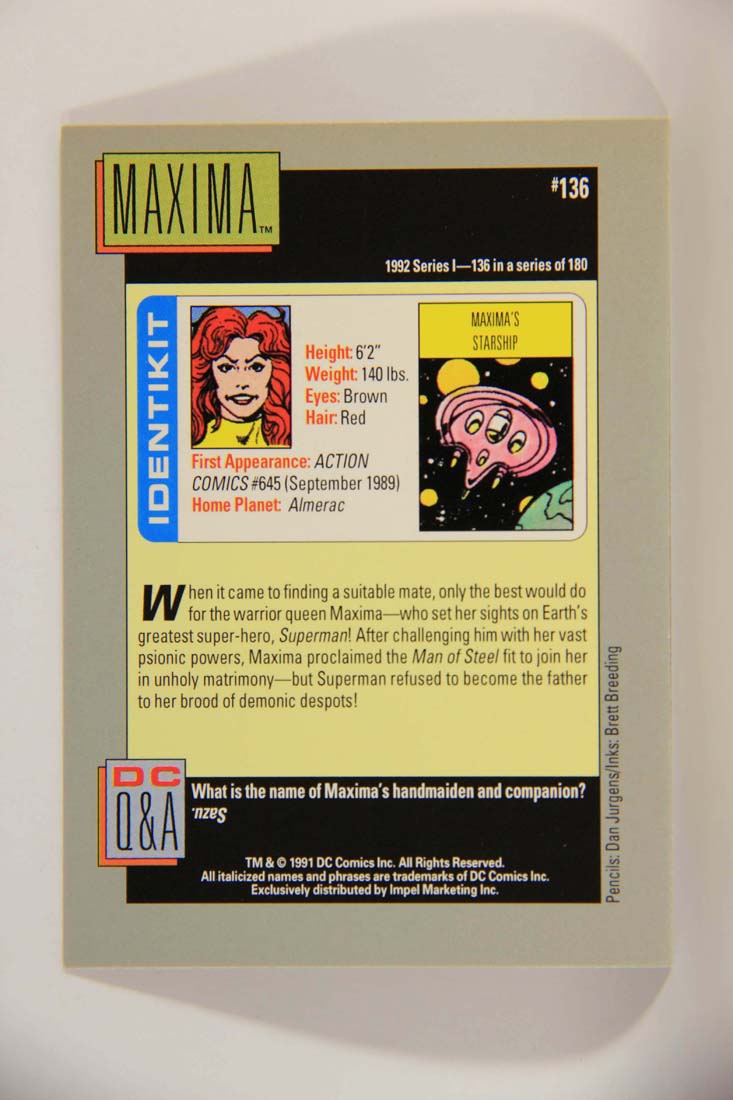 MAXIMA™
#136
1992 Series I—136 in a series of 180
IDENTIKIT
Height: 6'2"
Weight: 140 lbs.
Eyes: Brown
Hair: Red
First Appearance: ACTION
COMICS #645 (September 1989)
Home Planet: Almerac
MAXIMA'S
STARSHIP
When it came to finding a suitable mate, only the best would do
for the warrior queen Maxima—who set her sights on Earth's
greatest super-hero, Superman! After challenging him with her vast
psionic powers, Maxima proclaimed the Man of Steel fit to join her
in unholy matrimony—but Superman refused to become the father
to her brood of demonic despots!
DC
Q&A
What is the name of Maxima's handmaiden and companion?
Sazu.
TM & © 1991 DC Comics Inc. All Rights Reserved.
All italicized names and phrases are trademarks of DC Comics Inc.
Exclusively distributed by Impel Marketing Inc.
Pencils: Dan Jurgens/Inks: Brett Breeding